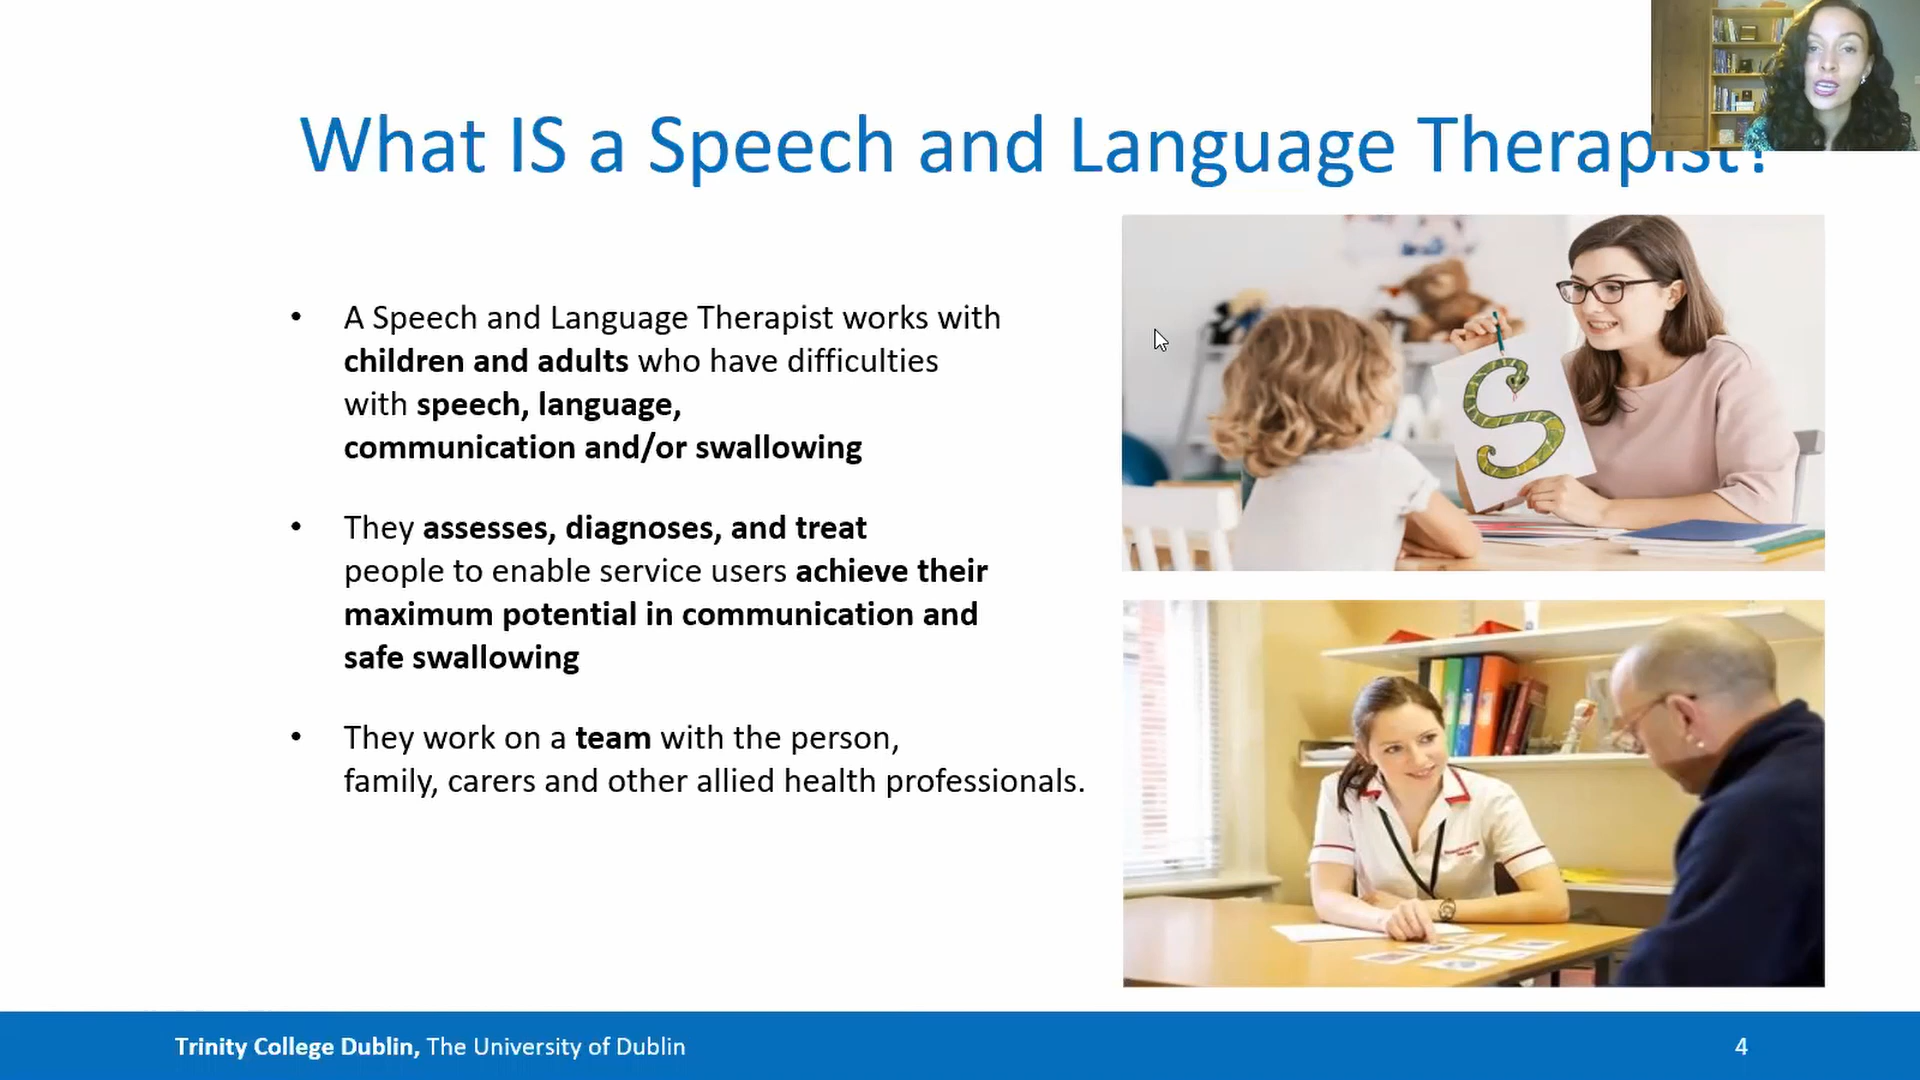 What IS a Speech and Language Therapist?
• A Speech and Language Therapist works with
children and adults who have difficulties
with speech, language,
communication and/or swallowing
• They assesses, diagnoses, and treat
people to enable service users achieve their
maximum potential in communication and
safe swallowing
• They work on a team with the person,
family, carers and other allied health professionals.
S
Trinity College Dublin, The University of Dublin
4